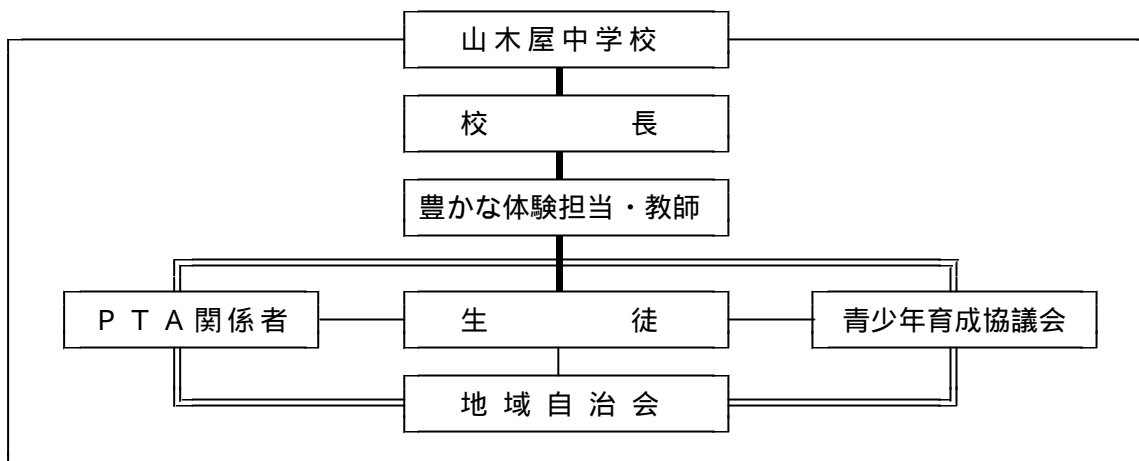 山木屋中学校
校長
豊かな体験担当・教師
PTA関係者
生徒
青少年育成協議会
地域自治会